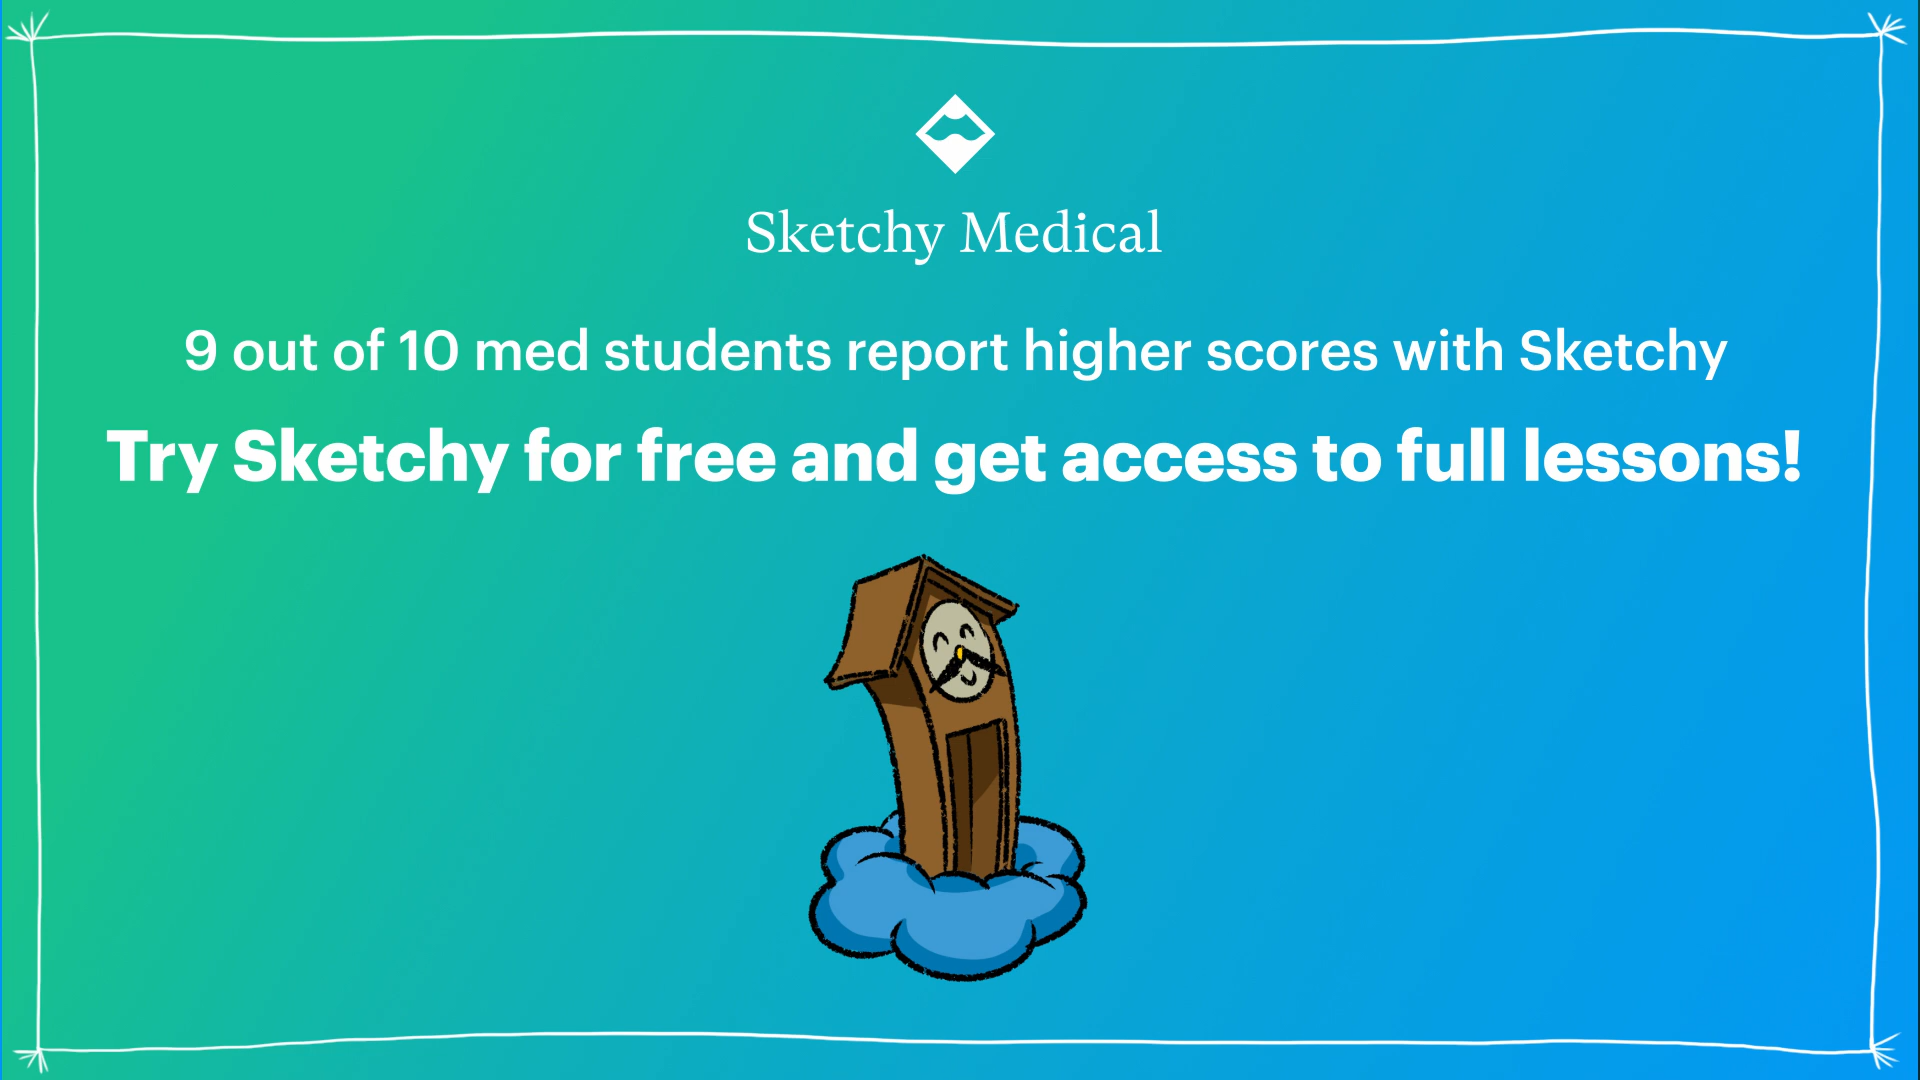 Sketchy Medical
9 out of 10 med students report higher scores with Sketchy
Try Sketchy for free and get access to full lessons!